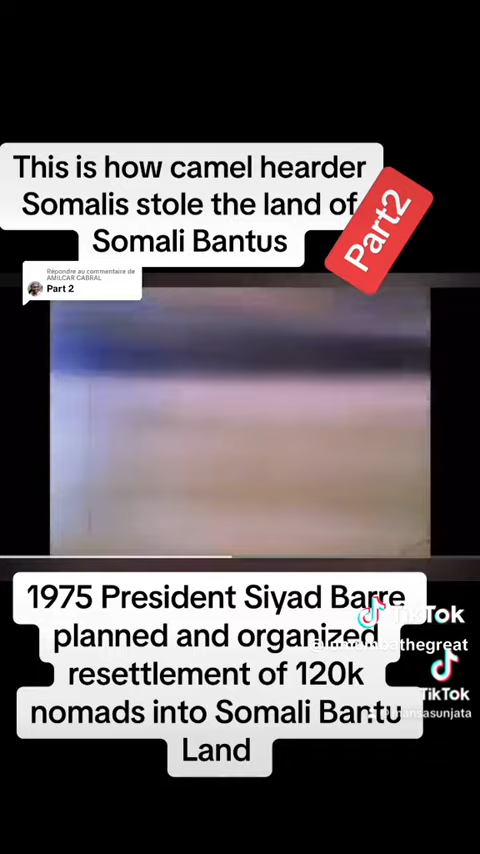 This is how camel hearder
Somalis stole the land of
Somali Bantus
Part2
Répondre au commentaire de
AMILCAR CABRAL
Part 2
1975 President Siyad Barre
planned and organized
resettlement of 120k
nomads into Somali Bantu
Land
TikTok
TikTok
@mansasunjata